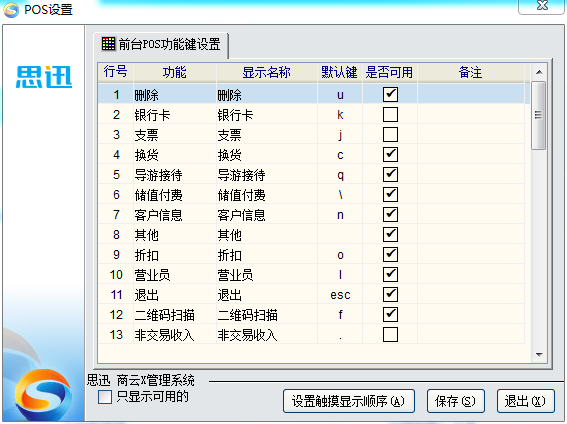 POS设置
思迅
前台POS功能键设置
行号 功能 显示名称 默认键 是否可用 备注
1 删除 删除 u
2 银行卡 银行卡 k
3 支票 支票 j
4 换货 换货 c
5 导游接待 导游接待 q
6 储值付费 储值付费 \
7 客户信息 客户信息 n
8 其他 其他
9 折扣 折扣 o
10 营业员 营业员 l
11 退出 退出 esc
12 二维码扫描 二维码扫描 f
13 非交易收入 非交易收入 .
思迅 商云X管理系统
只显示可用的 设置触摸显示顺序(A) 保存(S) 退出(X)